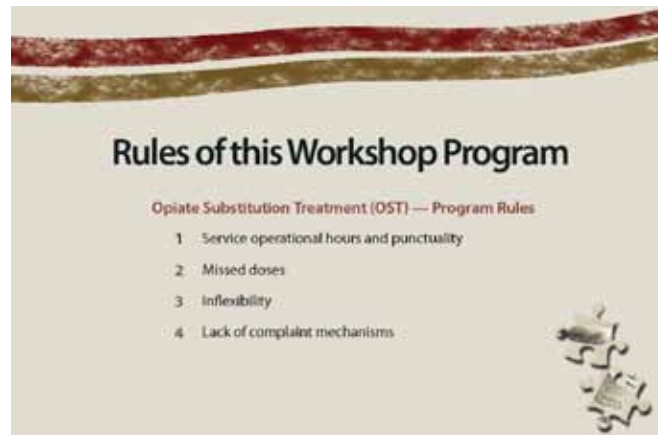 Rules of this Workshop Program
Opiate Substitution Treatment (OST) — Program Rules
1 Service operational hours and punctuality
2 Missed doses
3 Inflexibility
4 Lack of complaint mechanisms